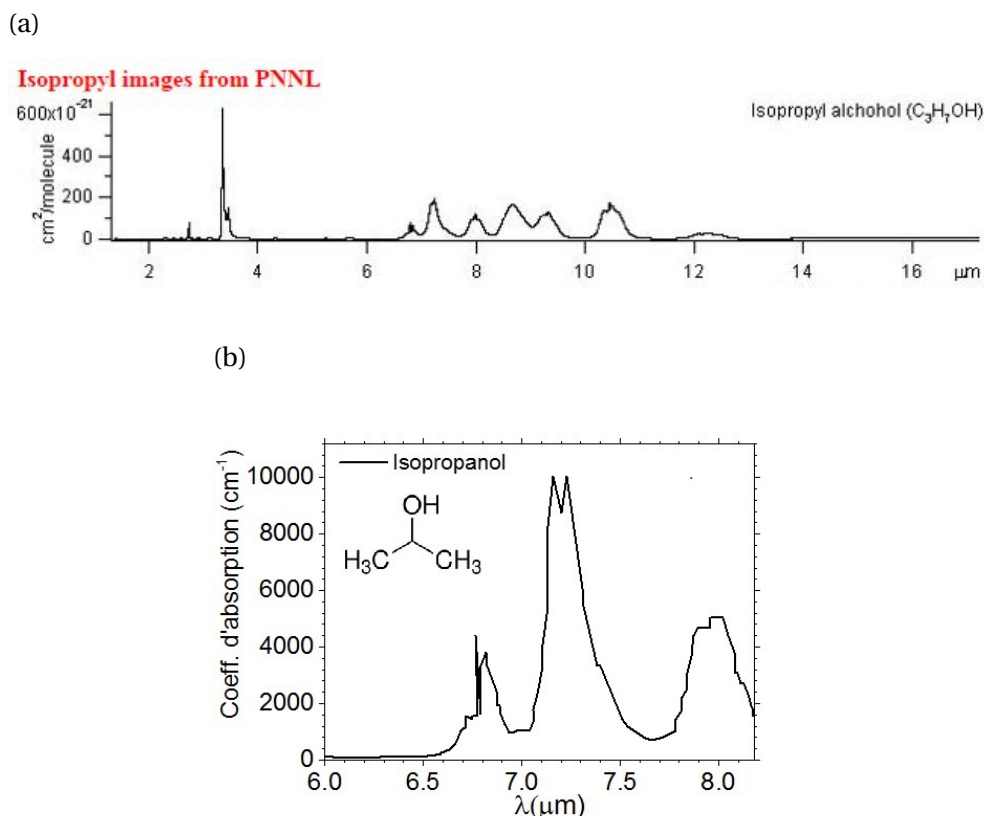 (a)
Isopropyl images from PNNL
600x10⁻²¹
400
200
0
cm²/molecule
Isopropyl alchohol (C₃H₇OH)
2 4 6 8 10 12 14 16 μm
(b)
Coeff. d'absorption (cm⁻¹)
10000
8000
6000
4000
2000
0
Isopropanol
OH
H₃C CH₃
6.0 6.5 7.0 7.5 8.0
λ(μm)